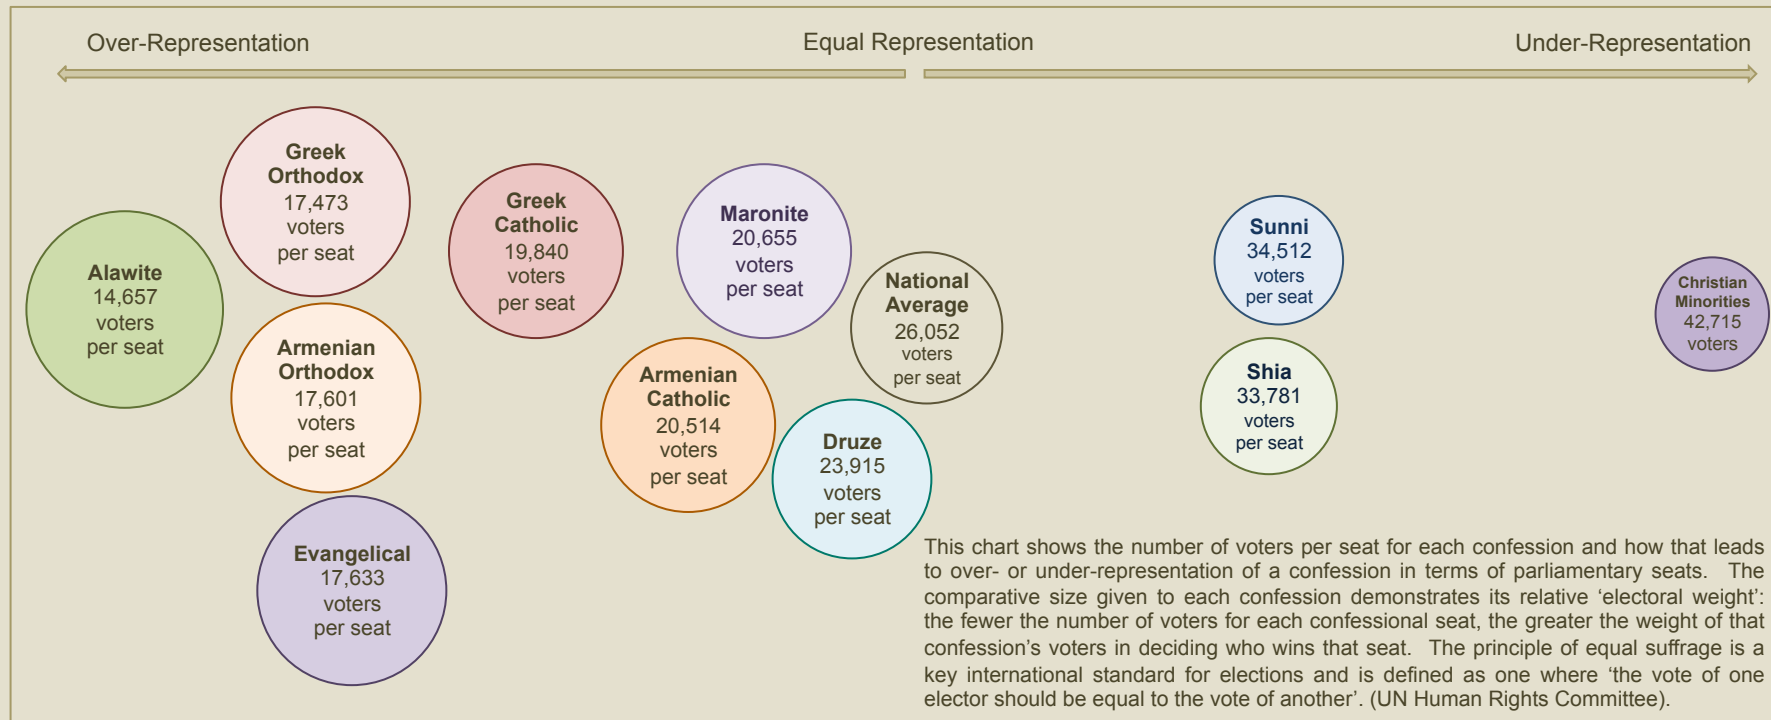 Over-Representation
Equal Representation
Under-Representation
Alawite
14,657
voters
per seat
Greek
Orthodox
17,473
voters
per seat
Armenian
Orthodox
17,601
voters
per seat
Evangelical
17,633
voters
per seat
Greek
Catholic
19,840
voters
per seat
Armenian
Catholic
20,514
voters
per seat
Maronite
20,655
voters
per seat
Druze
23,915
voters
per seat
National
Average
26,052
voters
per seat
Sunni
34,512
voters
per seat
Shia
33,781
voters
per seat
Christian
Minorities
42,715
voters
This chart shows the number of voters per seat for each confession and how that leads
to over- or under-representation of a confession in terms of parliamentary seats. The
comparative size given to each confession demonstrates its relative ‘electoral weight’:
the fewer the number of voters for each confessional seat, the greater the weight of that
confession’s voters in deciding who wins that seat. The principle of equal suffrage is a
key international standard for elections and is defined as one where ‘the vote of one
elector should be equal to the vote of another’. (UN Human Rights Committee).